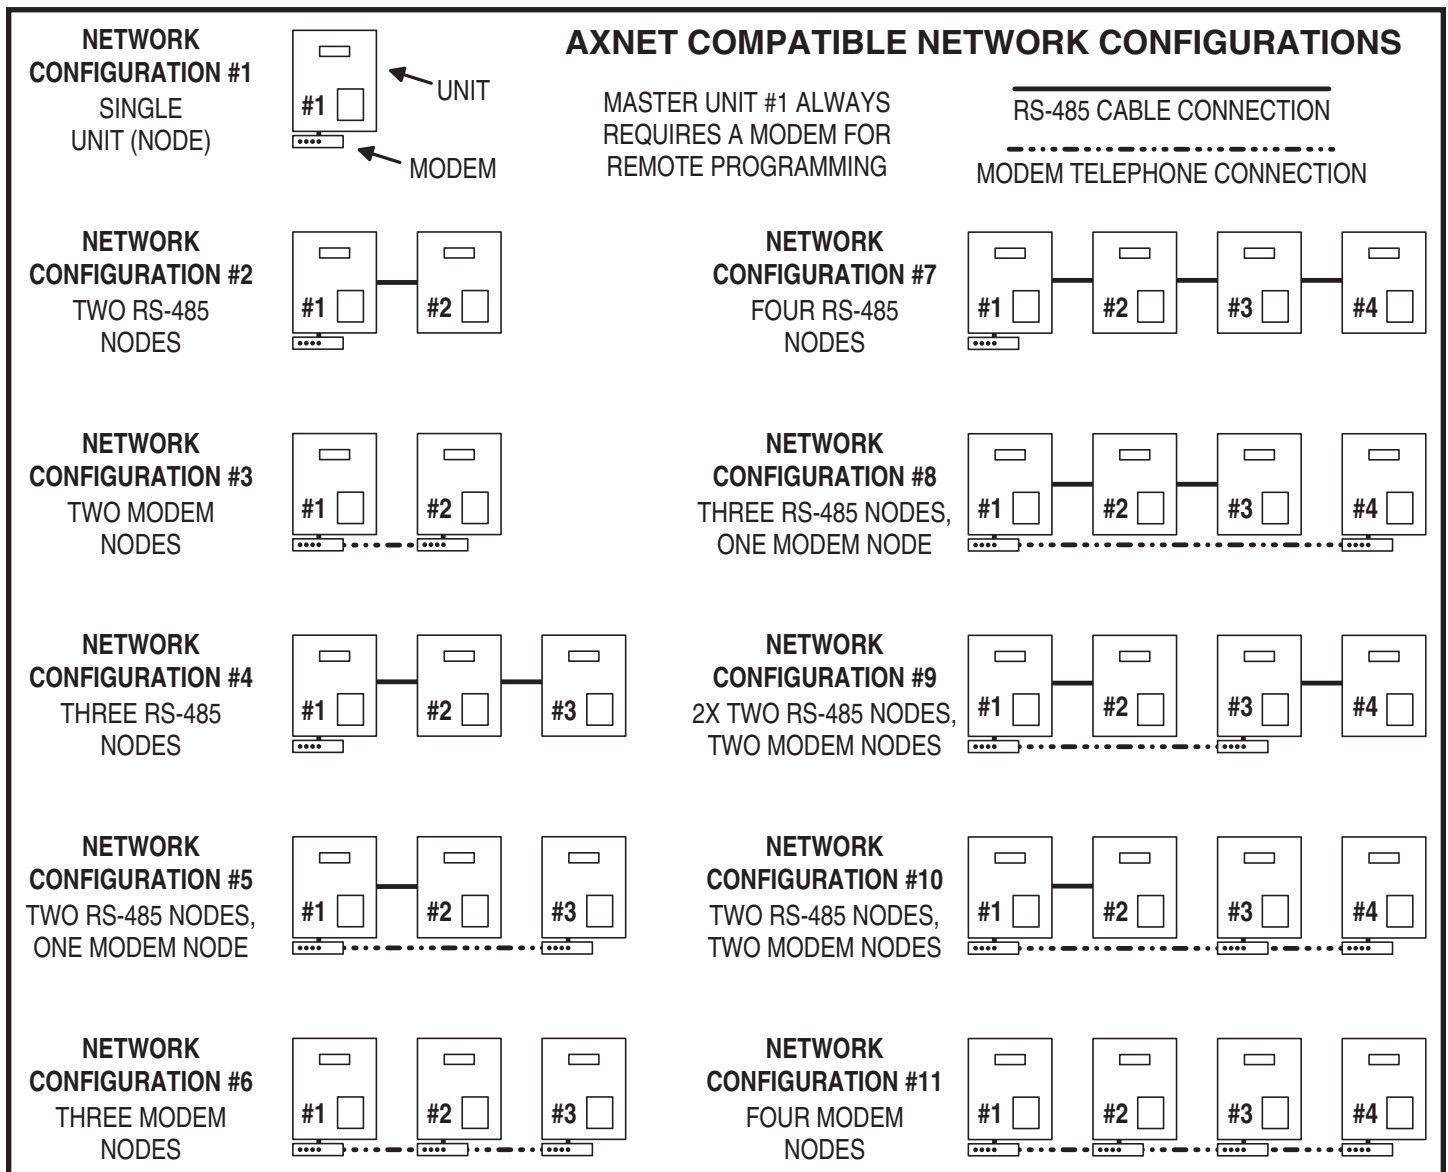 NETWORK
CONFIGURATION #1
SINGLE
UNIT (NODE)
#1
UNIT
MODEM
AXNET COMPATIBLE NETWORK CONFIGURATIONS
MASTER UNIT #1 ALWAYS
REQUIRES A MODEM FOR
REMOTE PROGRAMMING
RS-485 CABLE CONNECTION
MODEM TELEPHONE CONNECTION
NETWORK
CONFIGURATION #2
TWO RS-485
NODES
#1 #2
NETWORK
CONFIGURATION #7
FOUR RS-485
NODES
#1 #2 #3 #4
NETWORK
CONFIGURATION #3
TWO MODEM
NODES
#1 #2
NETWORK
CONFIGURATION #8
THREE RS-485 NODES,
ONE MODEM NODE
#1 #2 #3 #4
NETWORK
CONFIGURATION #4
THREE RS-485
NODES
#1 #2 #3
NETWORK
CONFIGURATION #9
2X TWO RS-485 NODES,
TWO MODEM NODES
#1 #2 #3 #4
NETWORK
CONFIGURATION #5
TWO RS-485 NODES,
ONE MODEM NODE
#1 #2 #3
NETWORK
CONFIGURATION #10
TWO RS-485 NODES,
TWO MODEM NODES
#1 #2 #3 #4
NETWORK
CONFIGURATION #6
THREE MODEM
NODES
#1 #2 #3
NETWORK
CONFIGURATION #11
FOUR MODEM
NODES
#1 #2 #3 #4